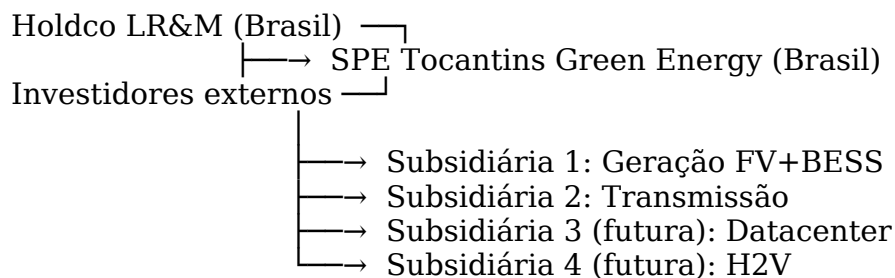 Holdco LR&M (Brasil)
SPE Tocantins Green Energy (Brasil)
Investidores externos
Subsidiária 1: Geração FV+BESS
Subsidiária 2: Transmissão
Subsidiária 3 (futura): Datacenter
Subsidiária 4 (futura): H2V